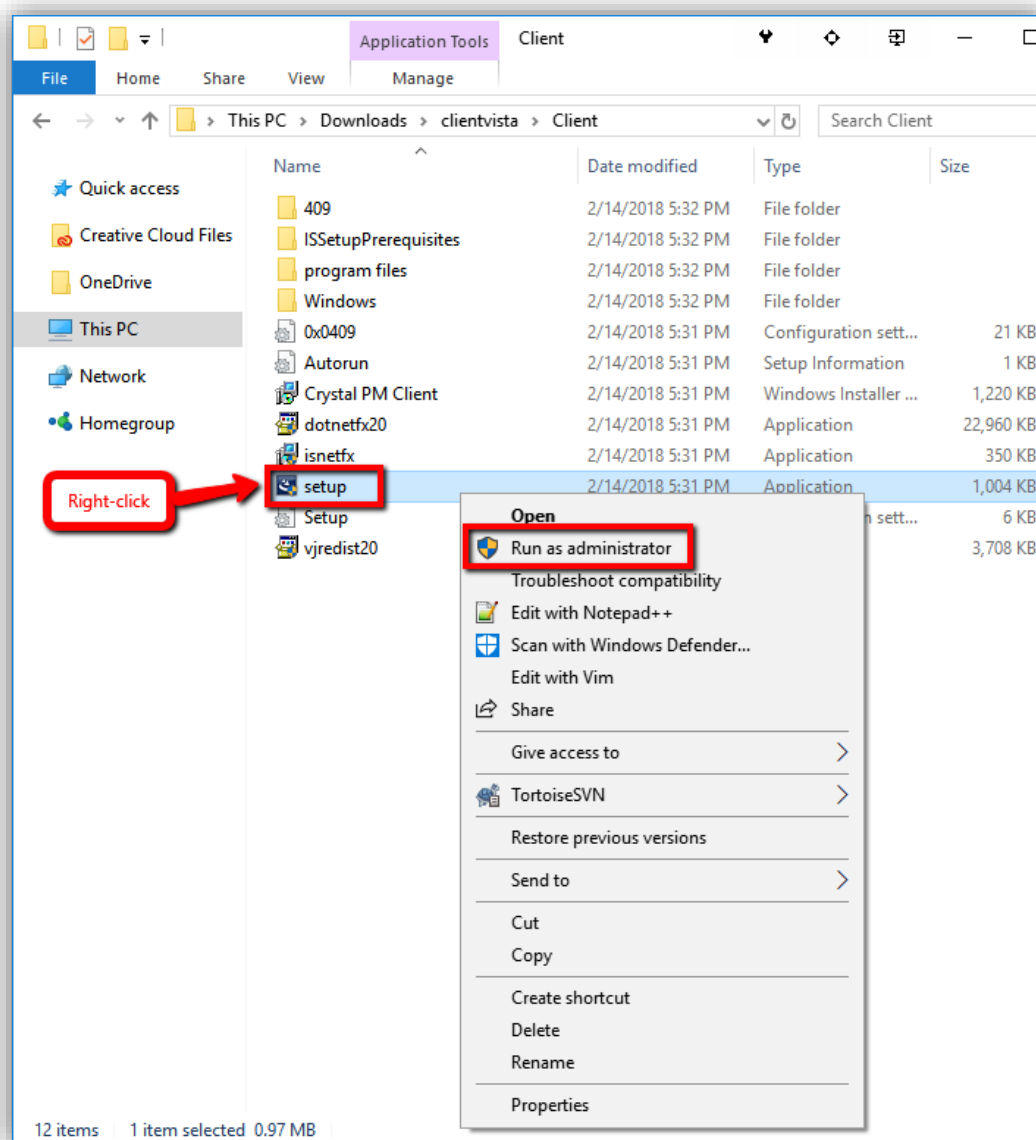 Application Tools Client
File Home Share View Manage
This PC > Downloads > clientvista > Client Search Client
Name Date modified Type Size
Quick access
Creative Cloud Files
OneDrive
This PC
Network
Homegroup
409 2/14/2018 5:32 PM File folder
ISSetupPrerequisites 2/14/2018 5:32 PM File folder
program files 2/14/2018 5:32 PM File folder
Windows 2/14/2018 5:32 PM File folder
0x0409 2/14/2018 5:31 PM Configuration sett... 21 KB
Autorun 2/14/2018 5:31 PM Setup Information 1 KB
Crystal PM Client 2/14/2018 5:31 PM Windows Installer ... 1,220 KB
dotnetfx20 2/14/2018 5:31 PM Application 22,960 KB
isnetfx 2/14/2018 5:31 PM Application 350 KB
Right-click
setup 2/14/2018 5:31 PM Application 1,004 KB
Setup n sett... 6 KB
vjredist20 3,708 KB
Open
Run as administrator
Troubleshoot compatibility
Edit with Notepad++
Scan with Windows Defender...
Edit with Vim
Share
Give access to
TortoiseSVN
Restore previous versions
Send to
Cut
Copy
Create shortcut
Delete
Rename
Properties
12 items 1 item selected 0.97 MB